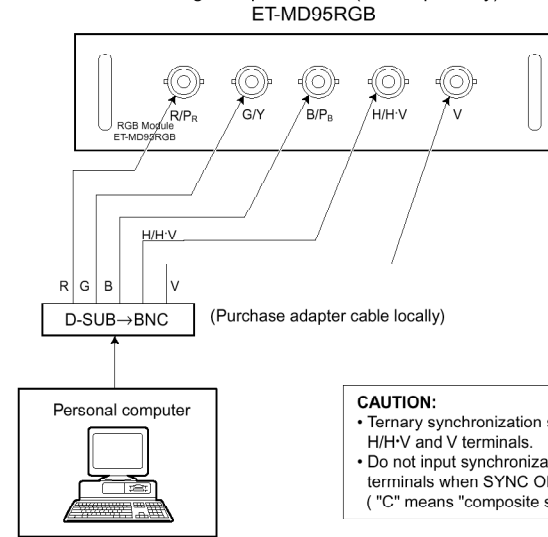 ET-MD95RGB
R/PR
G/Y
B/PB
H/H·V
V
RGB Module
ET-MD95RGB
H/H·V
R G B V
D-SUB→BNC
(Purchase adapter cable locally)
Personal computer
CAUTION:
• Ternary synchronization
H/H·V and V terminals.
• Do not input
terminals when SYNC
( "C" means "composite